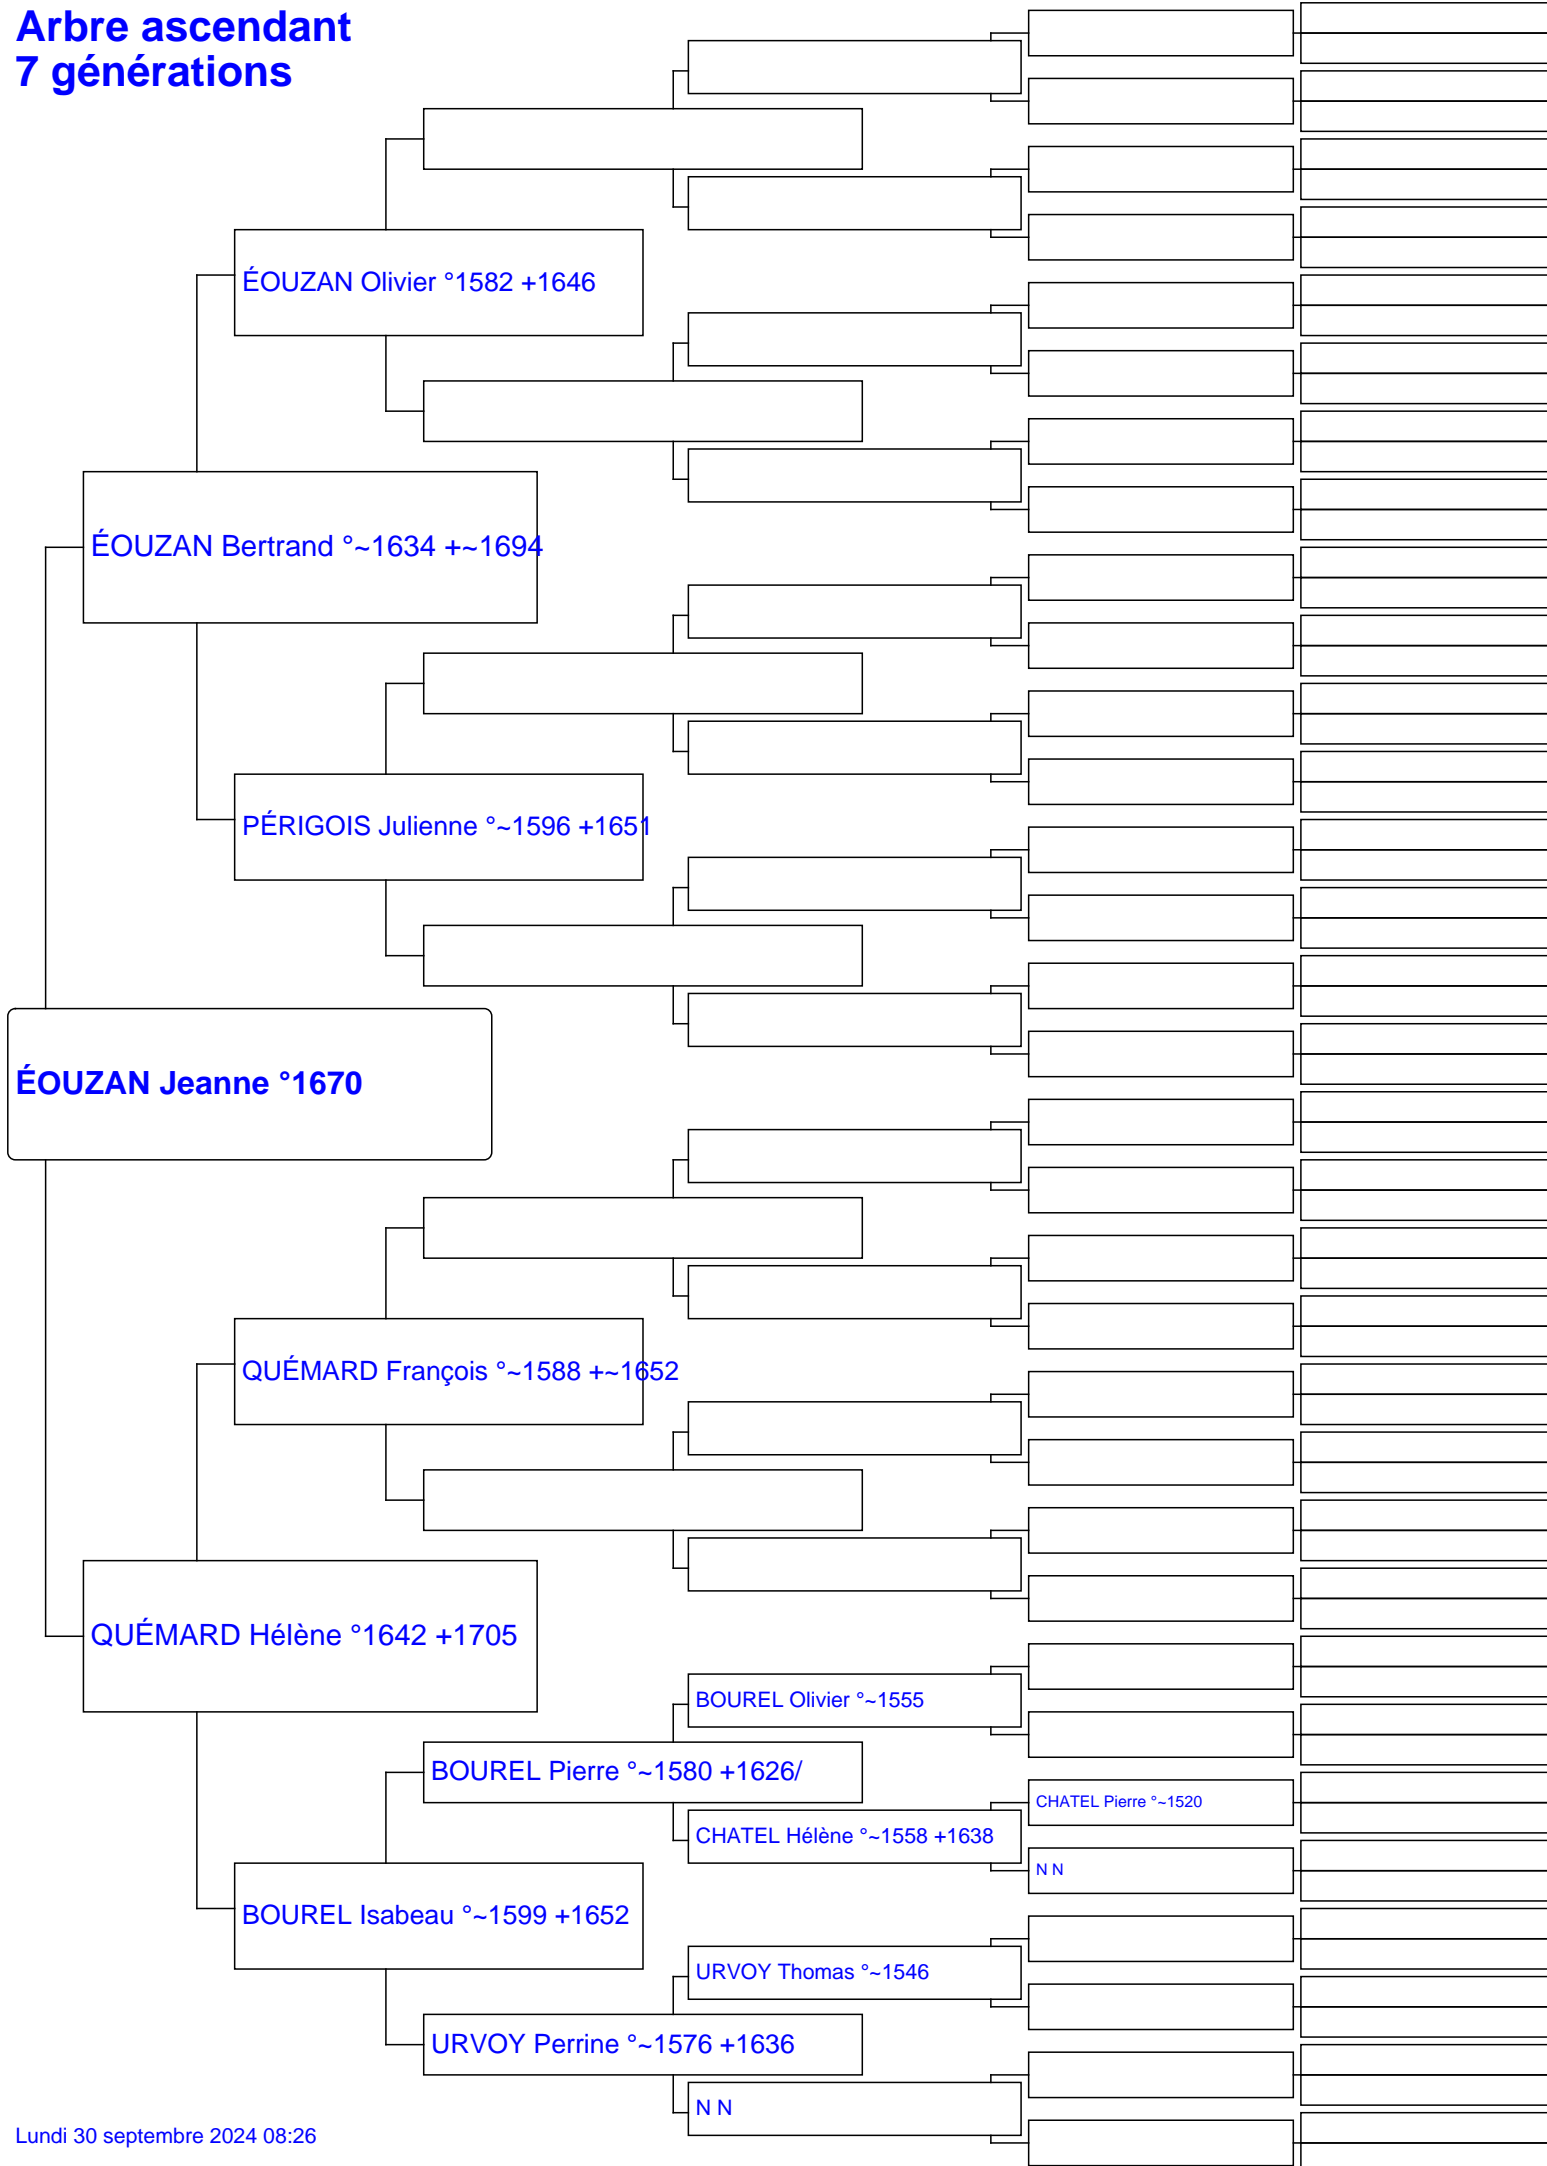 Arbre ascendant
7 générations
ÉOUZAN Olivier °1582 +1646
ÉOUZAN Bertrand °~1634 +~1694
PÉRIGOIS Julienne °~1596 +1651
ÉOUZAN Jeanne °1670
QUÉMARD François °~1588 +~1652
QUÉMARD Hélène °1642 +1705
BOUREL Olivier °~1555
BOUREL Pierre °~1580 +1626/
CHATEL Pierre °~1520
CHATEL Hélène °~1558 +1638
N N
BOUREL Isabeau °~1599 +1652
URVOY Thomas °~1546
URVOY Perrine °~1576 +1636
N N
Lundi 30 septembre 2024 08:26